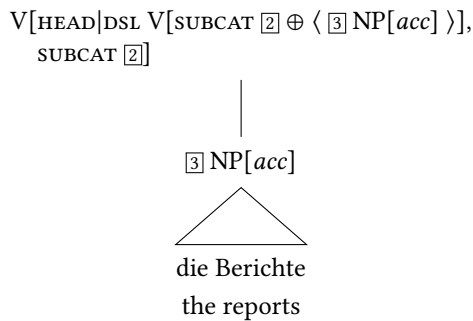 V[HEAD|DSL V[SUBCAT 2 ⊕ ⟨ 3 NP[acc] ⟩],
SUBCAT 2]
3 NP[acc]
die Berichte
the reports